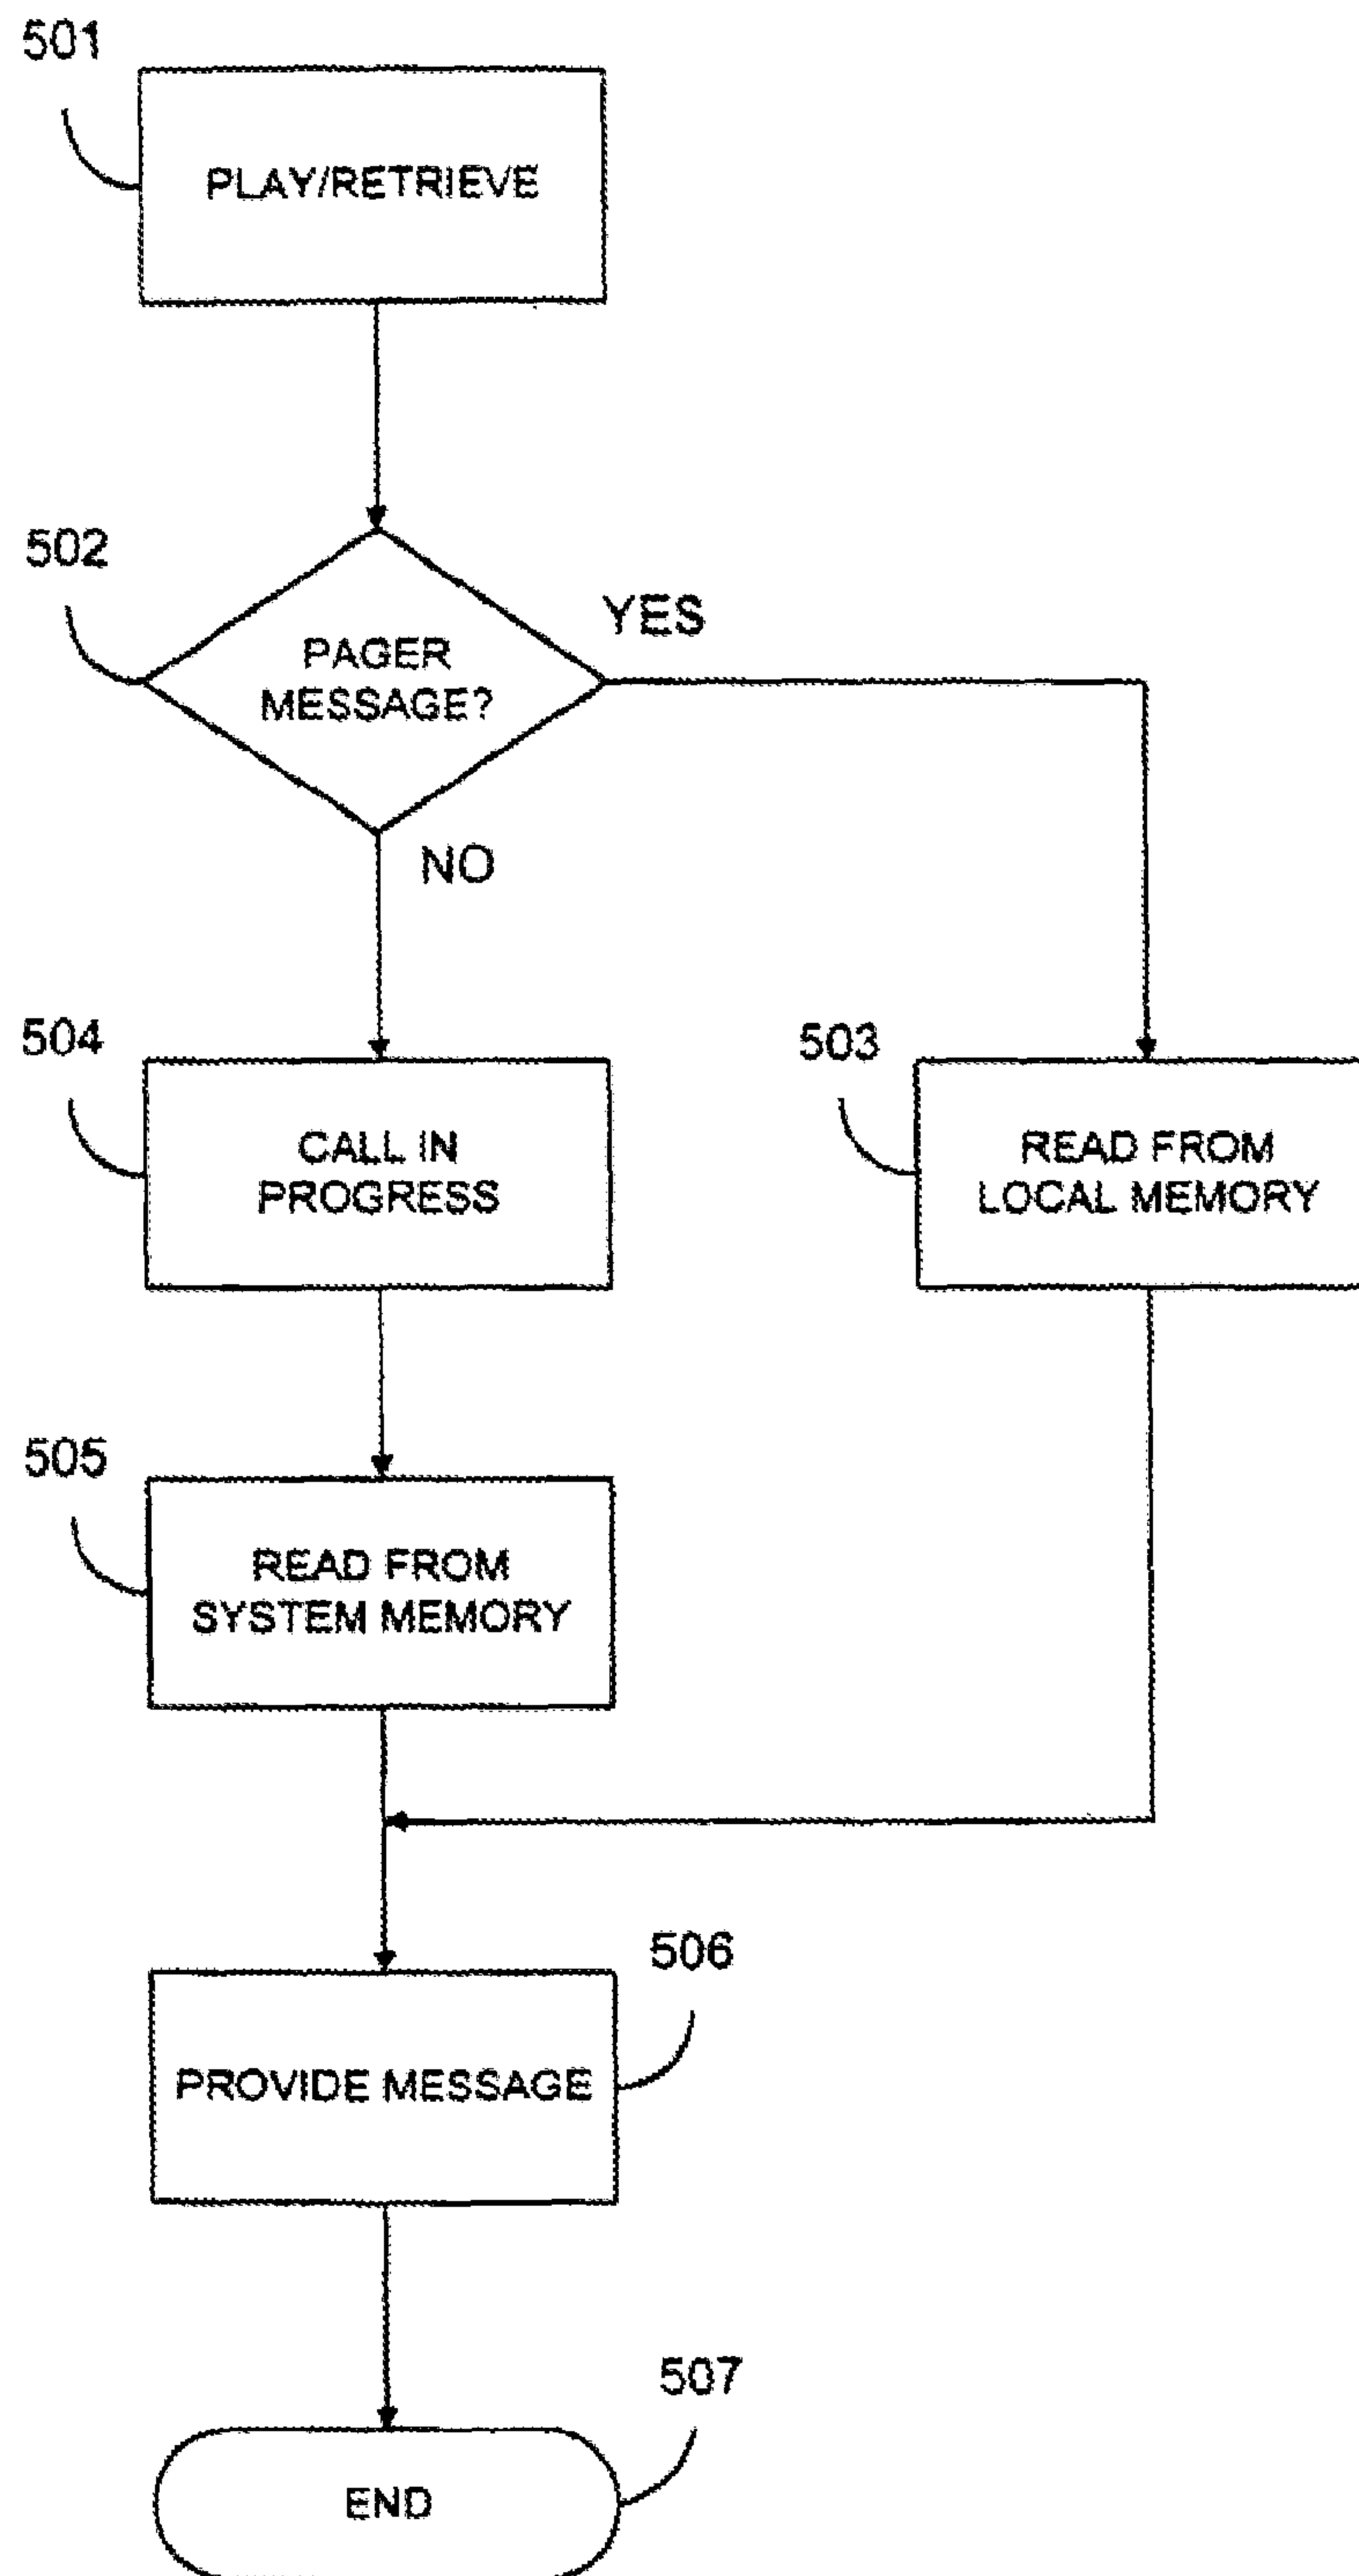 501
PLAY/RETRIEVE
502
PAGER
MESSAGE?
YES
NO
504
CALL IN
PROGRESS
503
READ FROM
LOCAL MEMORY
505
READ FROM
SYSTEM MEMORY
506
PROVIDE MESSAGE
507
END